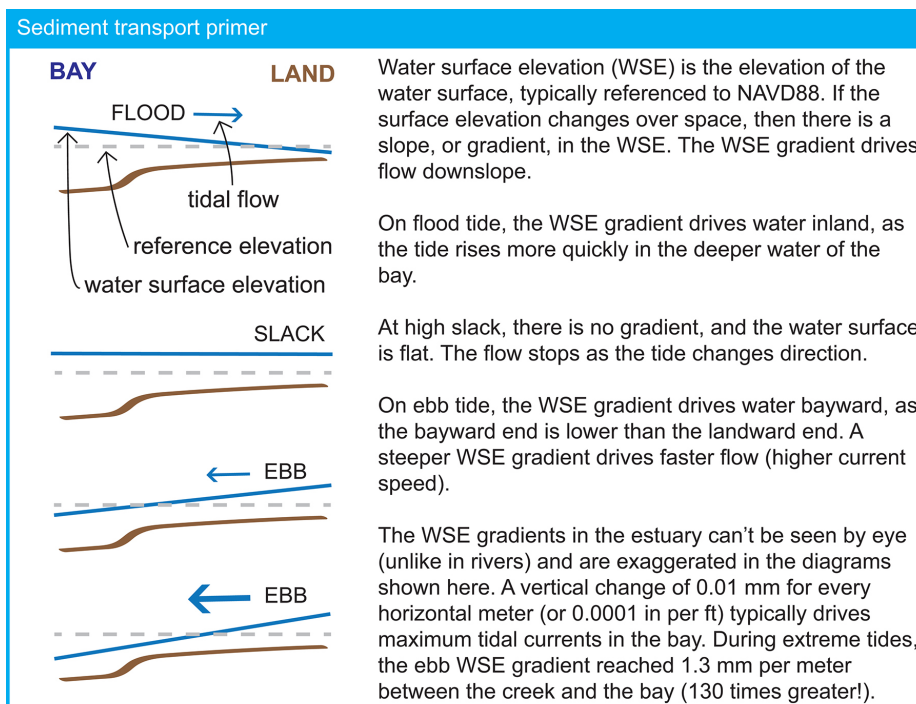 Sediment transport primer
BAY
LAND
FLOOD
tidal flow
reference elevation
water surface elevation
SLACK
EBB
EBB
Water surface elevation (WSE) is the elevation of the
water surface, typically referenced to NAVD88. If the
surface elevation changes over space, then there is a
slope, or gradient, in the WSE. The WSE gradient drives
flow downslope.
On flood tide, the WSE gradient drives water inland, as
the tide rises more quickly in the deeper water of the
bay.
At high slack, there is no gradient, and the water surface
is flat. The flow stops as the tide changes direction.
On ebb tide, the WSE gradient drives water bayward, as
the bayward end is lower than the landward end. A
steeper WSE gradient drives faster flow (higher current
speed).
The WSE gradients in the estuary can’t be seen by eye
(unlike in rivers) and are exaggerated in the diagrams
shown here. A vertical change of 0.01 mm for every
horizontal meter (or 0.0001 in per ft) typically drives
maximum tidal currents in the bay. During extreme tides,
the ebb WSE gradient reached 1.3 mm per meter
between the creek and the bay (130 times greater!).